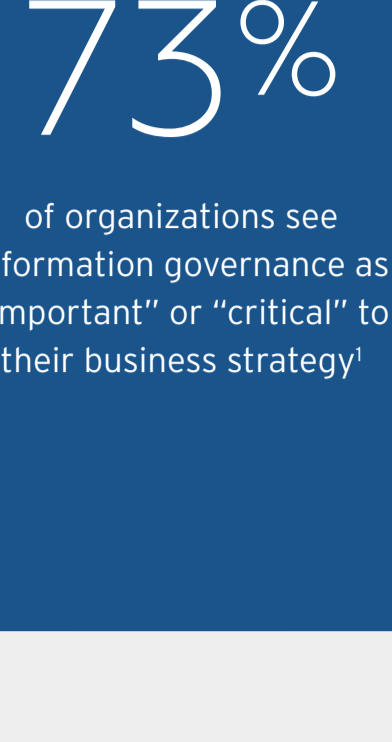 73%
of organizations see
formation governance as
mportant” or “critical” to
their business strategy1